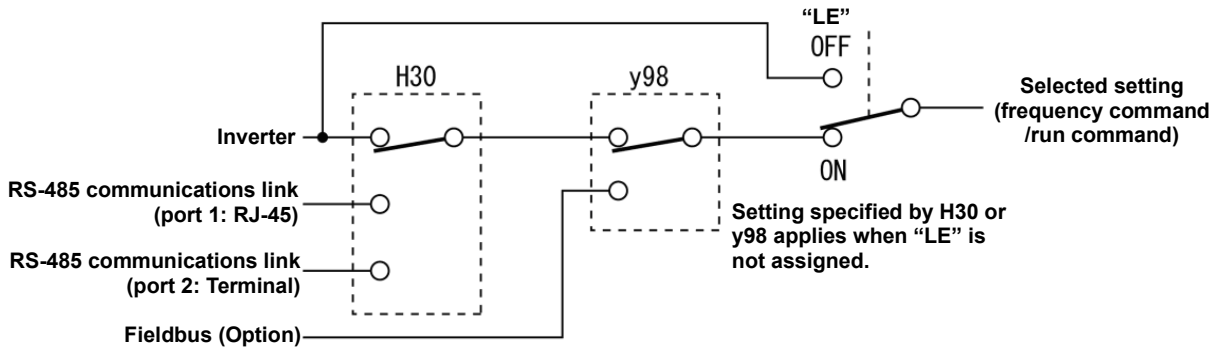 “LE”
OFF
H30
y98
Selected setting
(frequency command
/run command)
Inverter
ON
RS-485 communications link
(port 1: RJ-45)
Setting specified by H30 or
y98 applies when “LE” is
not assigned.
RS-485 communications link
(port 2: Terminal)
Fieldbus (Option)